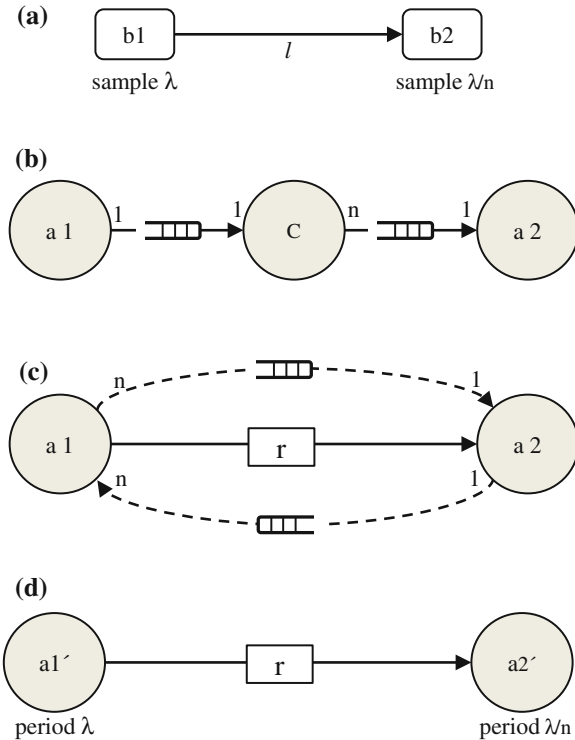 (a)
b1 l b2
sample λ sample λ/n
(b)
a 1 1 1 C n 1 a 2
(c)
n 1
a 1 r a 2
n 1
(d)
a1´ r a2´
period λ period λ/n